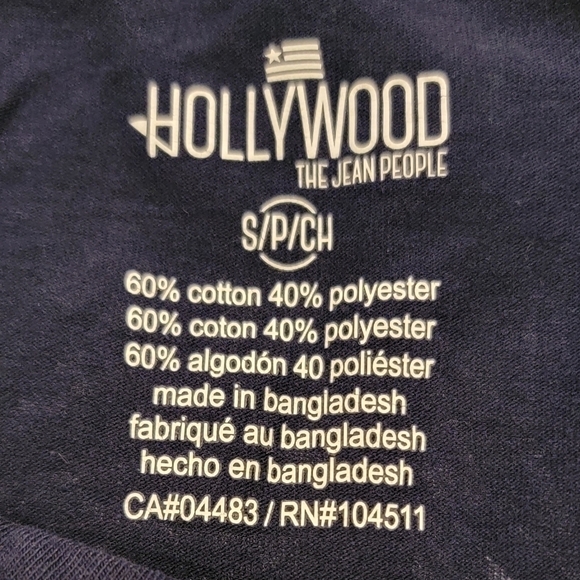 HOLLYWOOD
THE JEAN PEOPLE
S/P/CH
60% cotton 40% polyester
60% coton 40% polyester
60% algodón 40 poliéster
made in bangladesh
fabriqué au bangladesh
hecho en bangladesh
CA#04483 / RN#104511